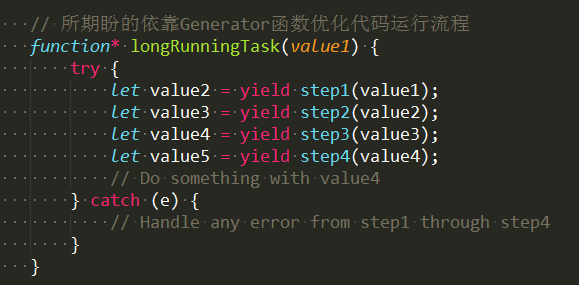 // 所期盼的依靠Generator函数优化代码运行流程
function* longRunningTask(value1) {
try {
let value2 = yield step1(value1);
let value3 = yield step2(value2);
let value4 = yield step3(value3);
let value5 = yield step4(value4);
// Do something with value4
} catch (e) {
// Handle any error from step1 through step4
}
}